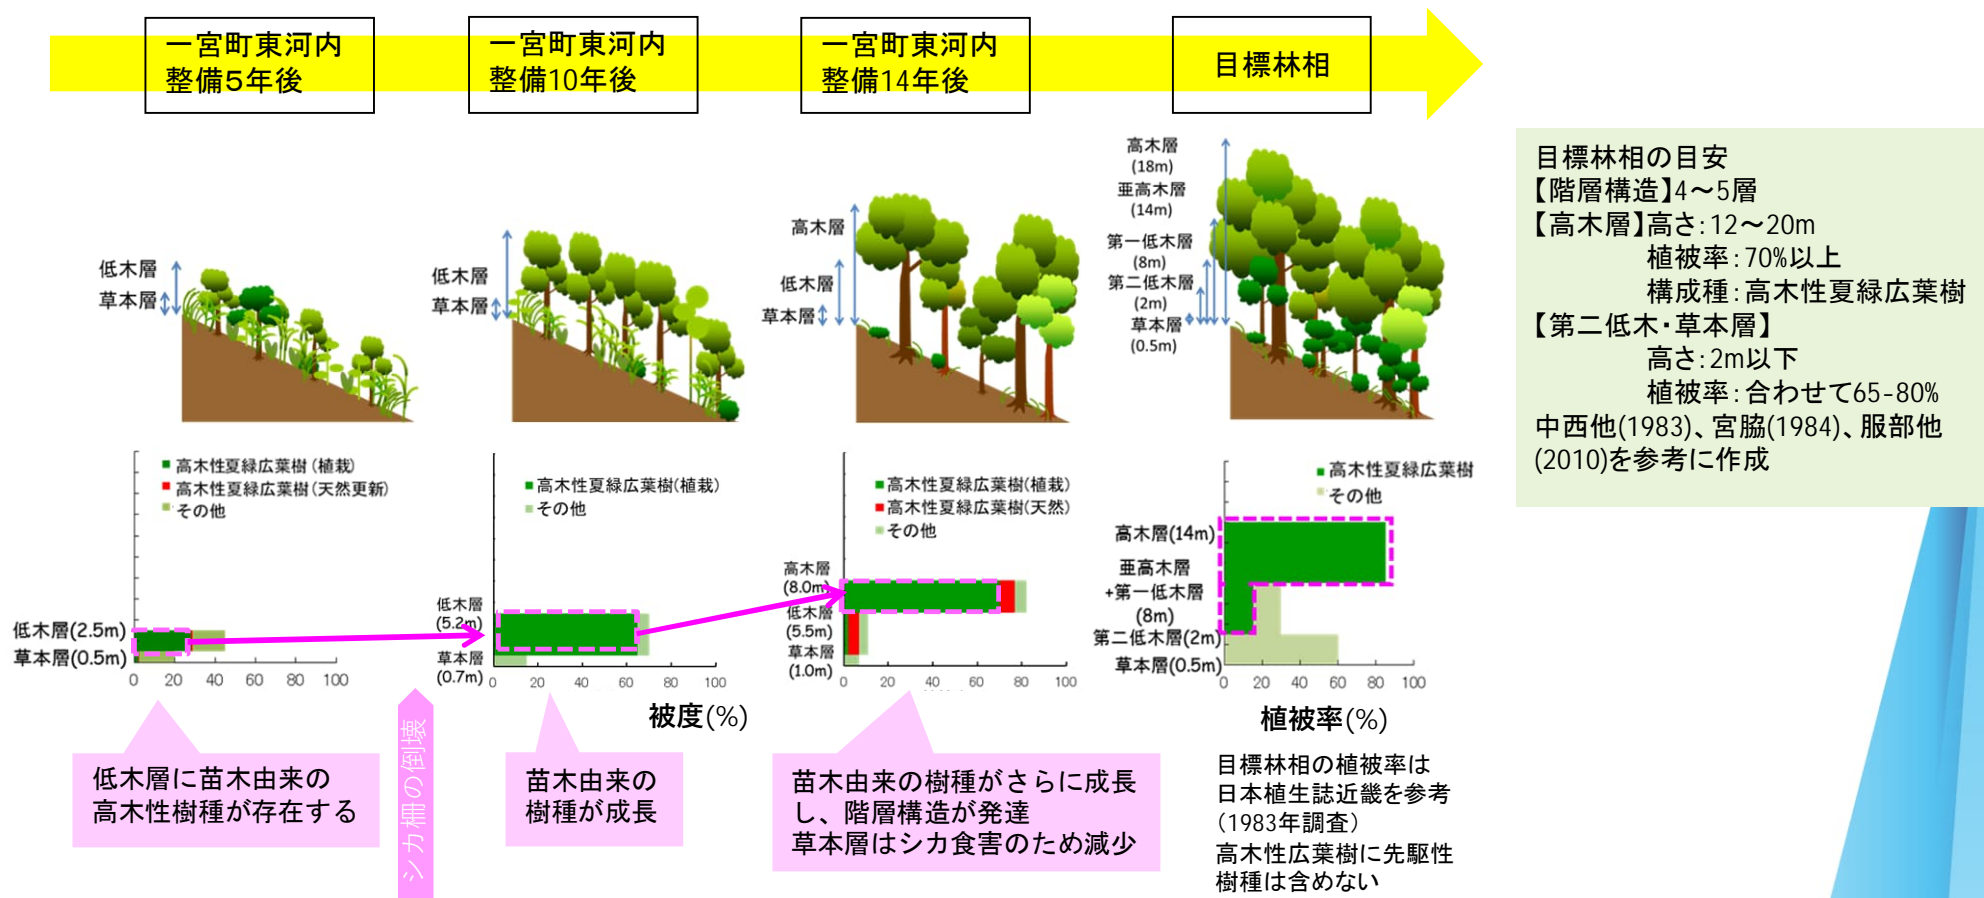 一宮町東河内
整備5年後
一宮町東河内
整備10年後
一宮町東河内
整備14年後
目標林相
低木層
草本層
低木層
草本層
高木層
低木層
草本層
高木層
(18m)
亜高木層
(14m)
第一低木層
(8m)
第二低木層
(2m)
草本層
(0.5m)
目標林相の目安
【階層構造】4～5層
【高木層】高さ:12～20m
植被率:70%以上
構成種:高木性夏緑広葉樹
【第二低木・草本層】
高さ:2m以下
植被率:合わせて65-80%
中西他(1983)、宮脇(1984)、服部他
(2010)を参考に作成
高木性夏緑広葉樹(植栽)
高木性夏緑広葉樹(天然更新)
その他
低木層(2.5m)
草本層(0.5m)
0 20 40 60 80 100
高木性夏緑広葉樹(植栽)
その他
低木層
(5.2m)
草本層
(0.7m)
0 20 40 60 80 100
被度(%)
高木性夏緑広葉樹(植栽)
高木性夏緑広葉樹(天然)
その他
高木層
(8.0m)
低木層
(5.5m)
草本層
(1.0m)
0 20 40 60 80 100
高木性夏緑広葉樹
その他
高木層(14m)
亜高木層
+第一低木層
(8m)
第二低木層(2m)
草本層(0.5m)
0 20 40 60 80 100
植被率(%)
低木層に苗木由来の
高木性樹種が存在する
シカ柵の倒壊
苗木由来の
樹種が成長
苗木由来の樹種がさらに成長
し、階層構造が発達
草本層はシカ食害のため減少
目標林相の植被率は
日本植生誌近畿を参考
(1983年調査)
高木性広葉樹に先駆性
樹種は含めない